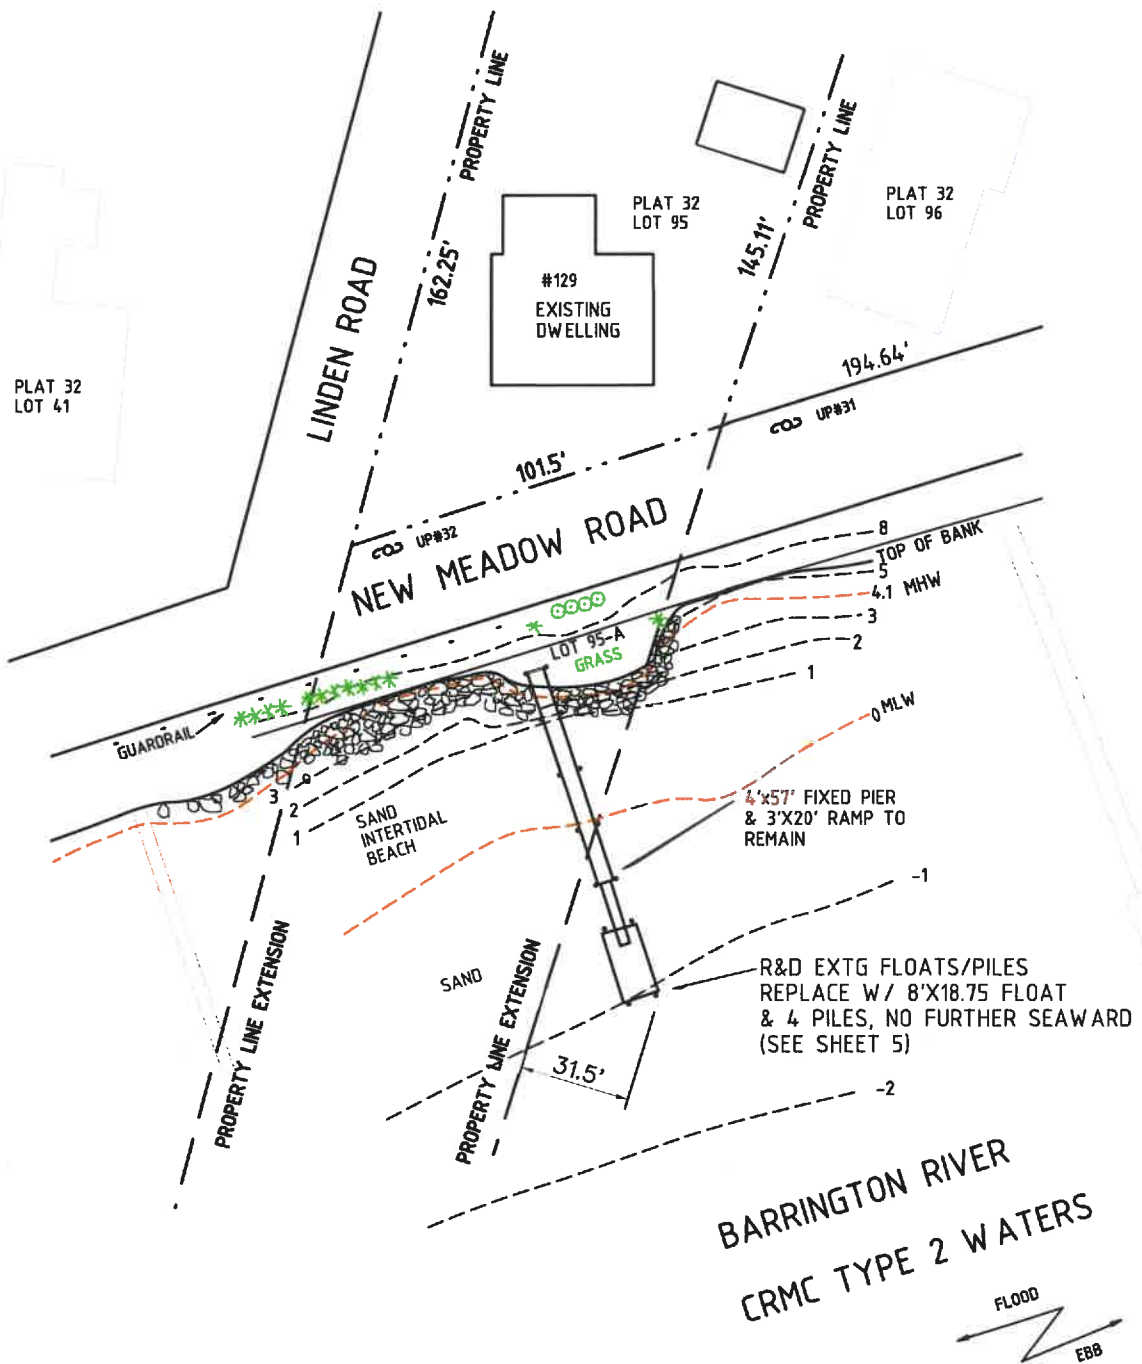 PROPERTY LINE
PROPERTY LINE
PLAT 32
LOT 95
PLAT 32
LOT 96
162.25'
145.11'
#129
EXISTING
DWELLING
LINDEN ROAD
PLAT 32
LOT 41
194.64'
UP#31
101.5'
UP#32
NEW MEADOW ROAD
8
TOP OF BANK
5
4.1 MHW
3
2
1
0 MLW
LOT 95-A
GRASS
GUARDRAIL
3
2
1
SAND
INTERTIDAL
BEACH
4'x57' FIXED PIER
& 3'X20' RAMP TO
REMAIN
-1
SAND
PROPERTY LINE EXTENSION
PROPERTY LINE EXTENSION
R&D EXTG FLOATS/PILES
REPLACE W/ 8'X18.75 FLOAT
& 4 PILES, NO FURTHER SEAWARD
(SEE SHEET 5)
31.5'
-2
BARRINGTON RIVER
CRMC TYPE 2 WATERS
FLOOD
EBB